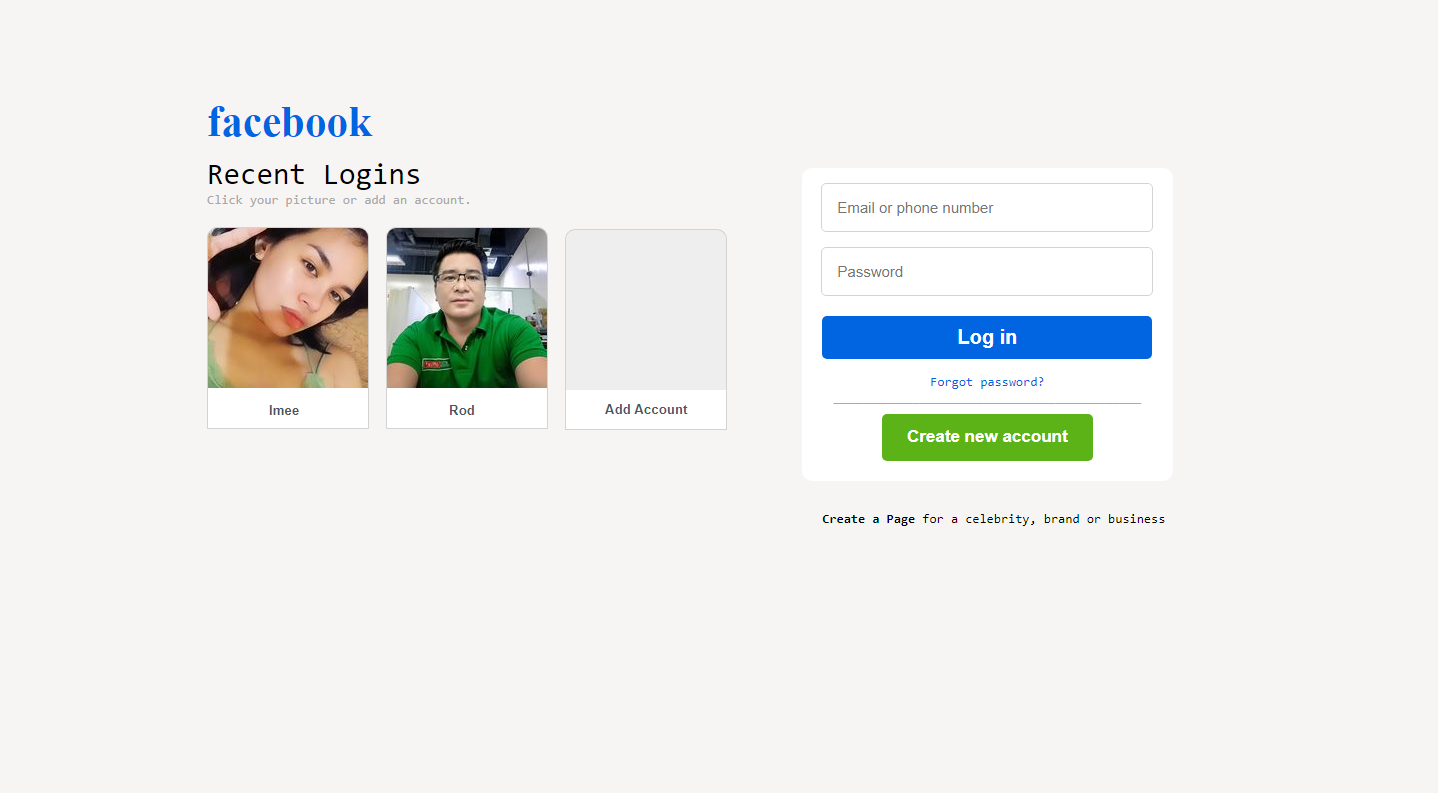 facebook
Recent Logins
Click your picture or add an account.
Imee
Rod
Add Account
Email or phone number
Password
Log in
Forgot password?
Create new account
Create a Page for a celebrity, brand or business